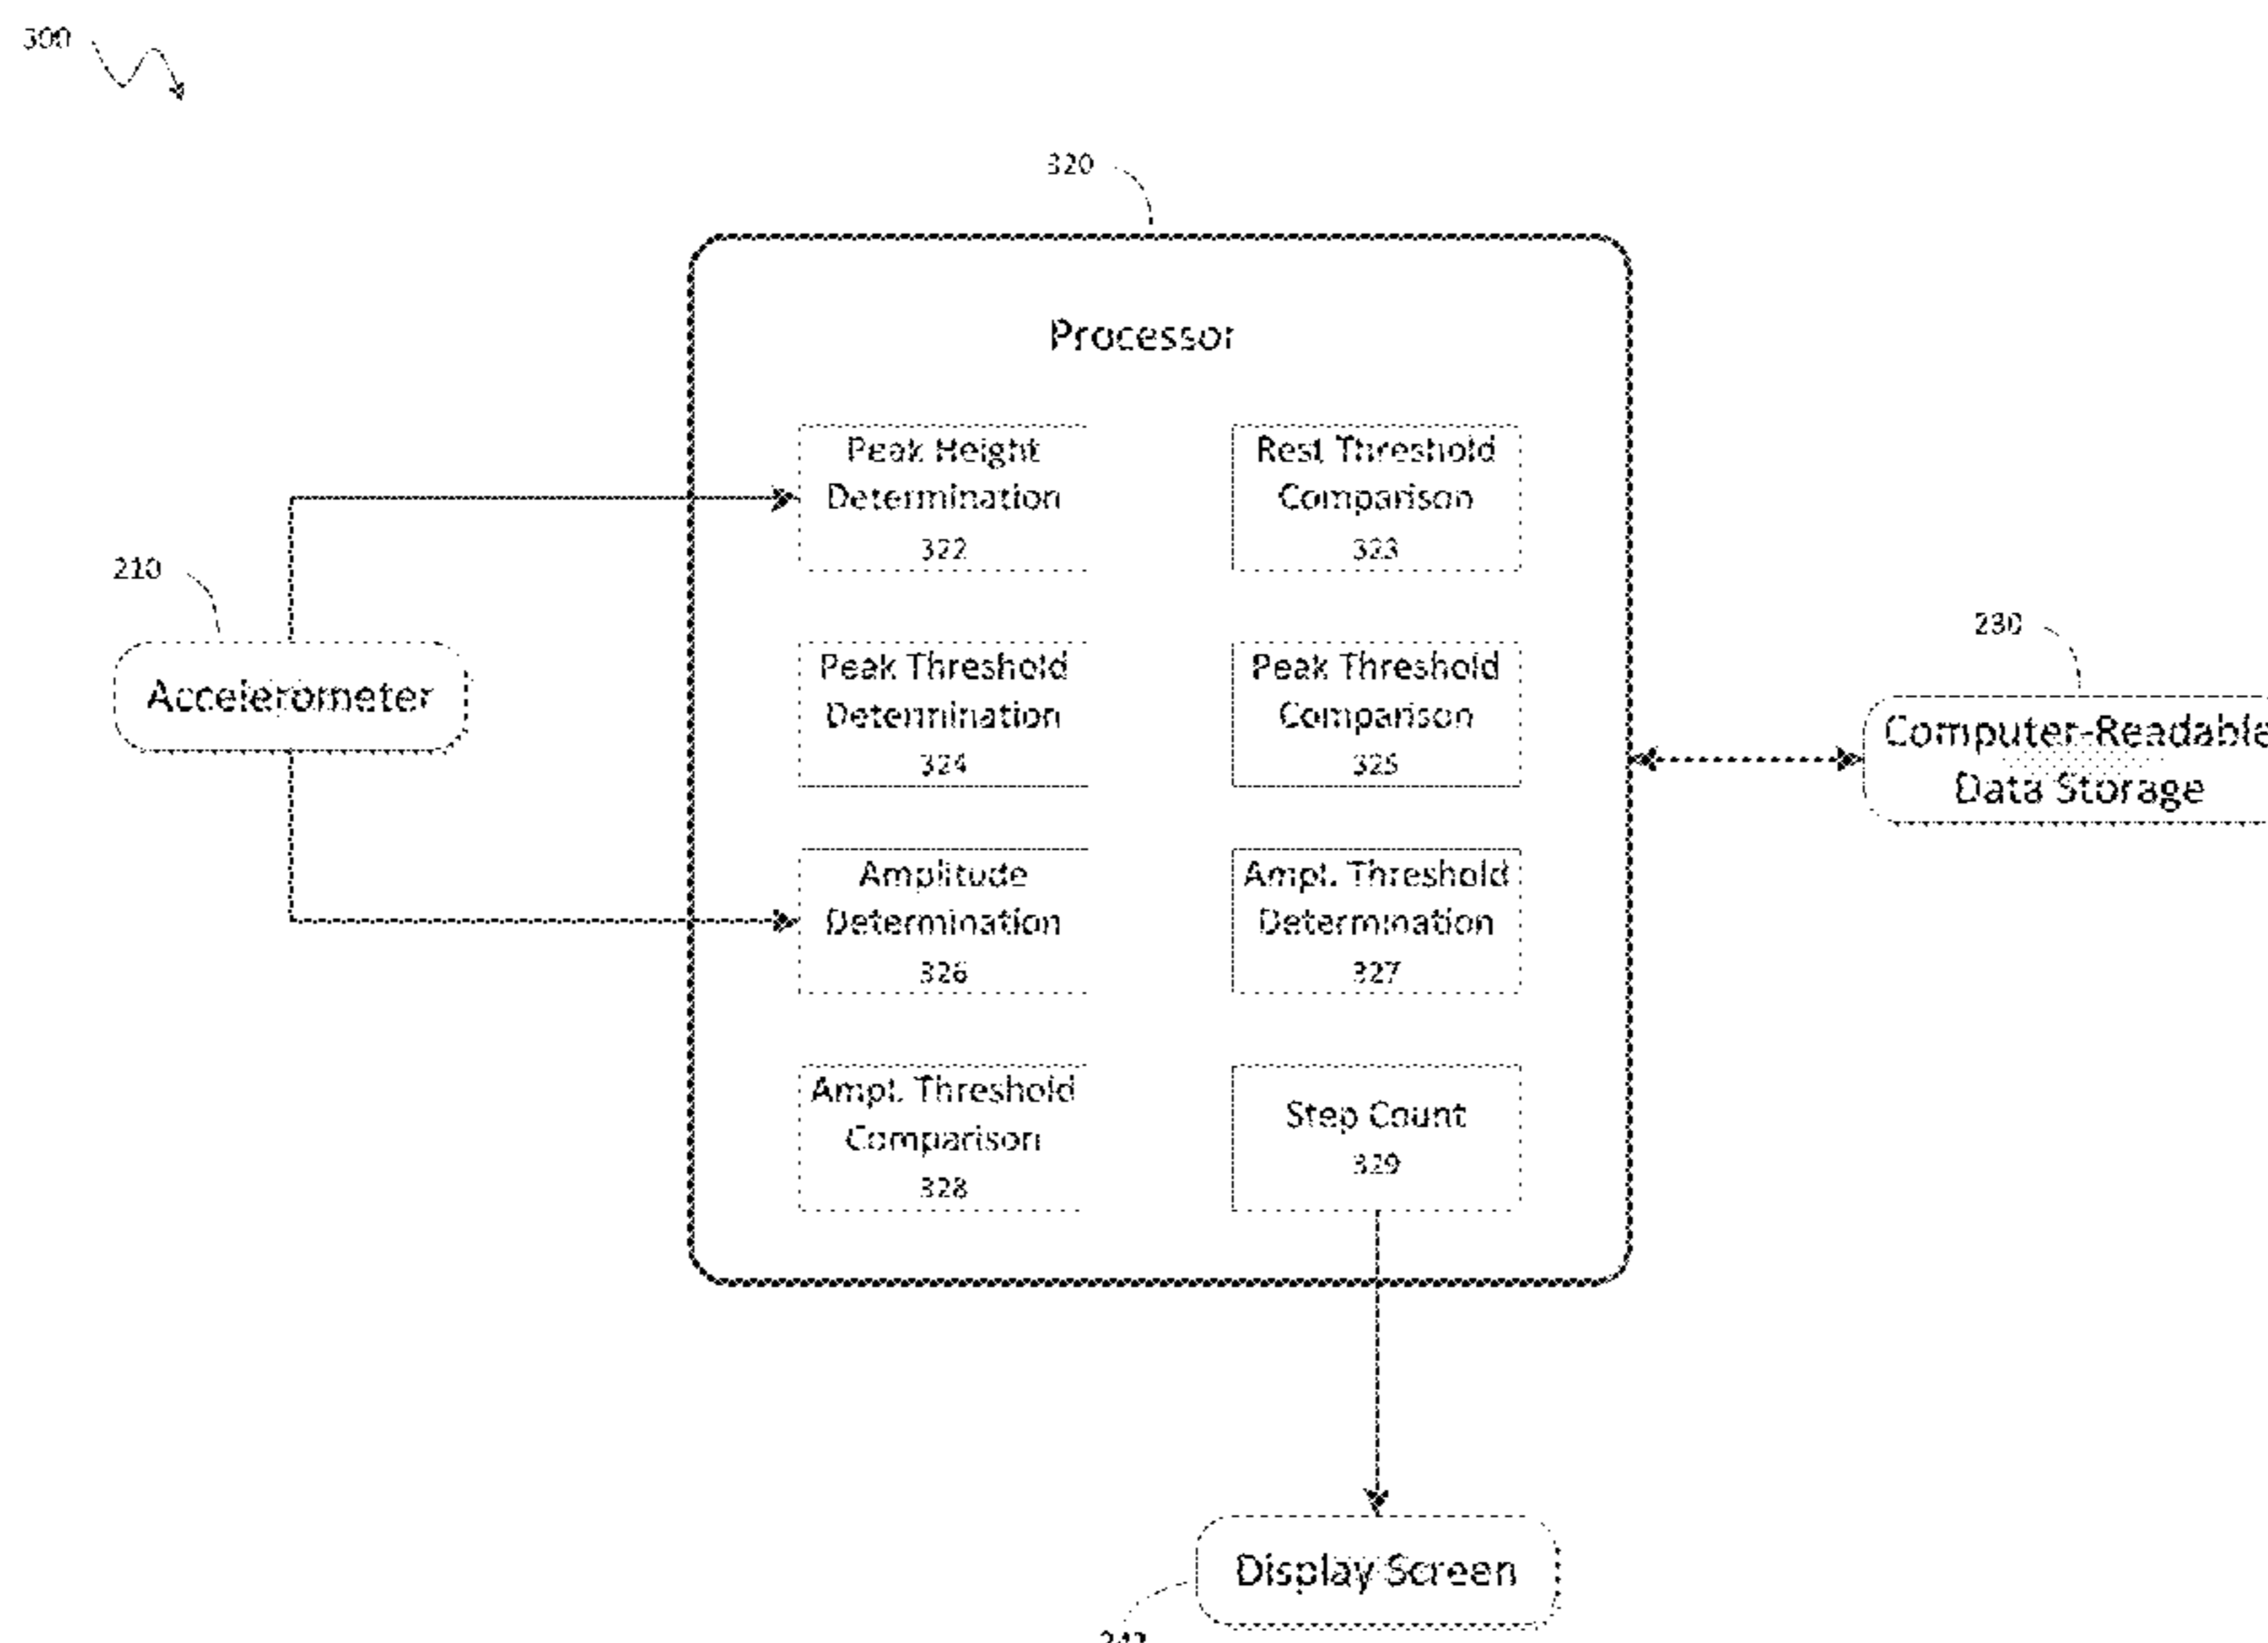 300
320
Processor
Peak Height
Determination
322
Rest Threshold
Comparison
323
210
Accelerometer
Peak Threshold
Determination
324
Peak Threshold
Comparison
325
230
Computer-Readable
Data Storage
Amplitude
Determination
326
Ampl. Threshold
Determination
327
Ampl. Threshold
Comparison
328
Step Count
329
Display Screen